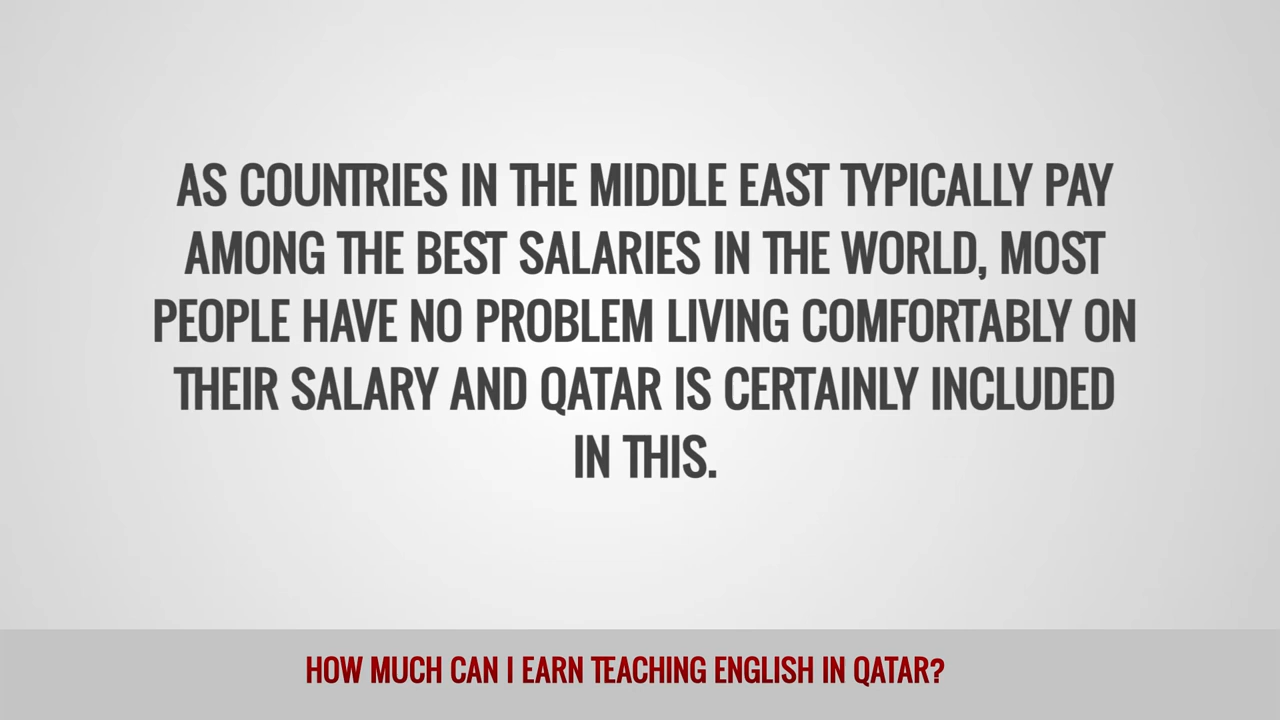 AS COUNTRIES IN THE MIDDLE EAST TYPICALLY PAY
AMONG THE BEST SALARIES IN THE WORLD, MOST
PEOPLE HAVE NO PROBLEM LIVING COMFORTABLY ON
THEIR SALARY AND QATAR IS CERTAINLY INCLUDED
IN THIS.
HOW MUCH CAN I EARN TEACHING ENGLISH IN QATAR?